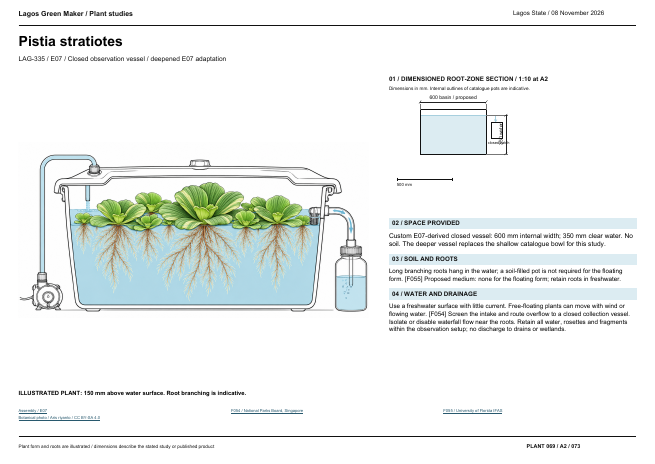 Lagos Green Maker / Plant studies
Lagos State / 08 November 2026
Pistia stratiotes
LAG-335 / E07 / Closed observation vessel / deepened E07 adaptation
01 / DIMENSIONED ROOT-ZONE SECTION / 1:10 at A2
Dimensions in mm. Internal outlines of catalogue pots are indicative.
600 basin / proposed
500 mm
02 / SPACE PROVIDED
Custom E07-derived closed vessel: 600 mm internal width; 350 mm clear water. No
soil. The deeper vessel replaces the shallow catalogue bowl for this study.
03 / SOIL AND ROOTS
Long branching roots hang in the water; a soil-filled pot is not required for the floating
form. [F055] Proposed medium: none for the floating form; retain roots in freshwater.
04 / WATER AND DRAINAGE
Use a freshwater surface with little current. Free-floating plants can move with wind or
flowing water. [F054] Screen the intake and route overflow to a closed collection vessel.
Isolate or disable waterfall flow near the roots. Retain all water, rosettes and fragments
within the observation setup; no discharge to drains or wetlands.
ILLUSTRATED PLANT: 150 mm above water surface. Root branching is indicative.
Assembly / E07
F054 / National Parks Board, Singapore
F055 / University of Florida IFAS
Botanical photo / Aris riyanto / CC BY-SA 4.0
Plant form and roots are illustrated / dimensions describe the stated study or published product
PLANT 069 / A2 / 073